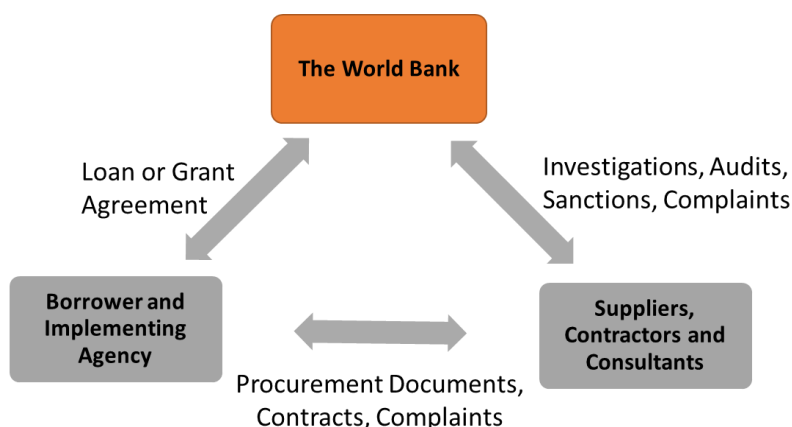 The World Bank
Loan or Grant
Agreement
Investigations, Audits,
Sanctions, Complaints
Borrower and
Implementing
Agency
Suppliers,
Contractors and
Consultants
Procurement Documents,
Contracts, Complaints